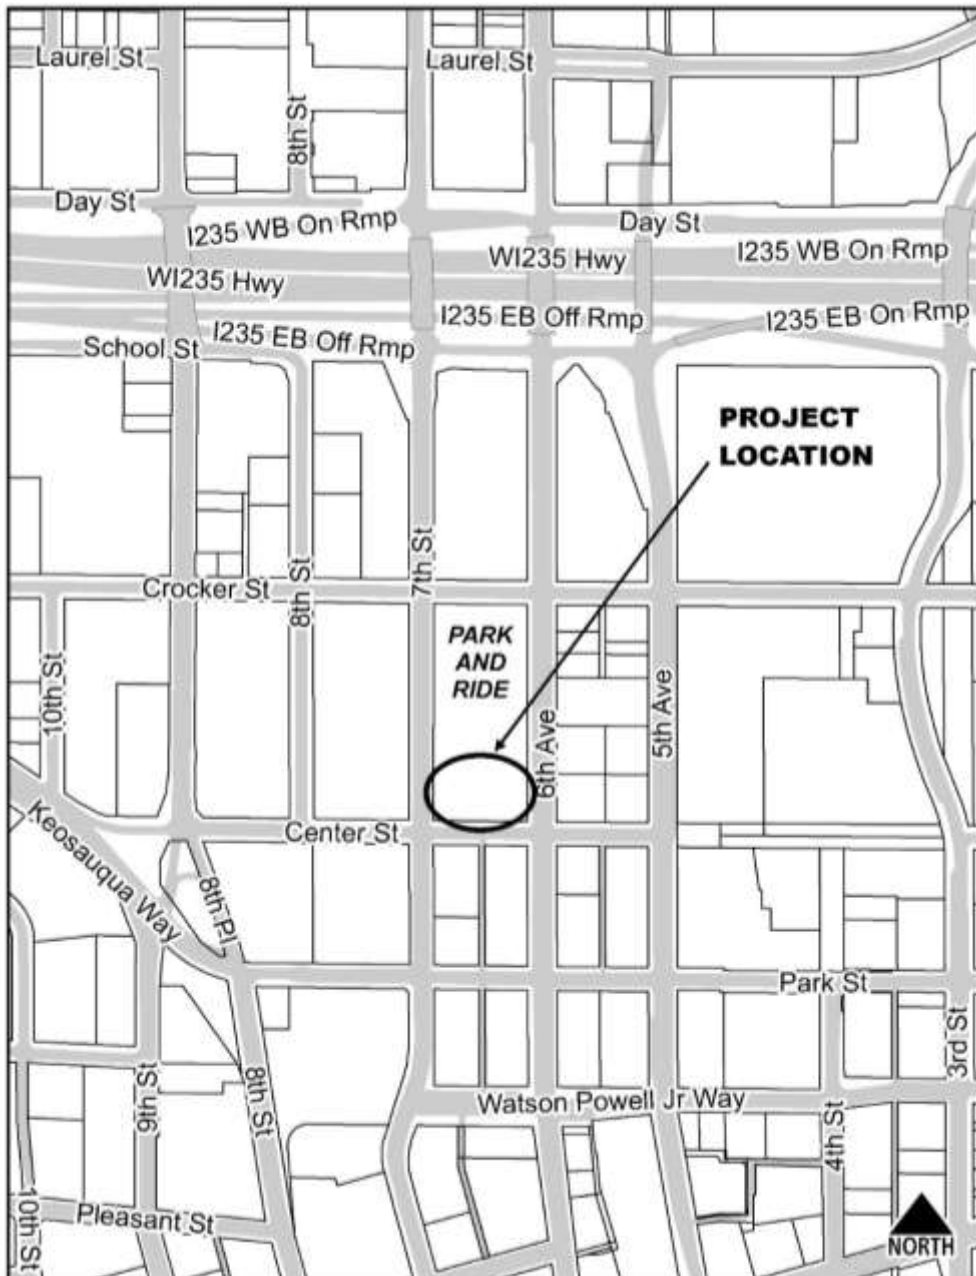 Laurel St
Laurel St
8th St
Day St
I235 WB On Rmp
Day St
WI235 Hwy
I235 WB On Rmp
WI235 Hwy
I235 EB Off Rmp
I235 EB On Rmp
School St
I235 EB Off Rmp
PROJECT
LOCATION
7th St
Crocker St
8th St
PARK
AND
RIDE
10th St
6th Ave
5th Ave
Center St
Keosauqua Way
8th Pl
Park St
3rd St
9th St
8th St
Watson Powell Jr Way
4th St
10th St
Pleasant St
NORTH